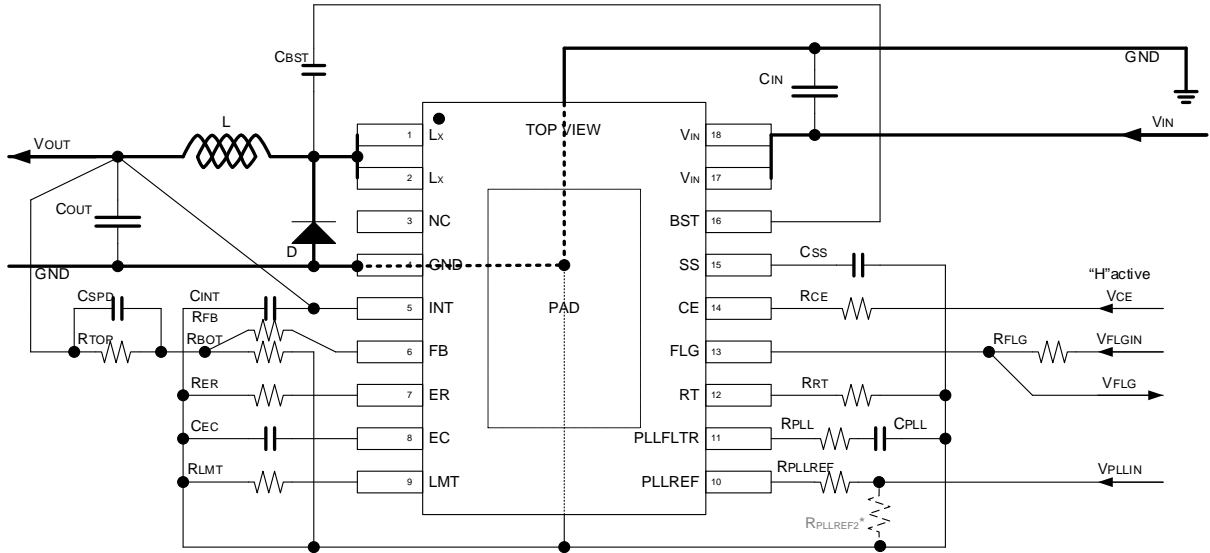 CBST
GND
CIN
L
1 LX
TOP VIEW
VIN 18
VIN
VOUT
2 LX
VIN 17
COUT
3 NC
BST 16
D
4 GND
SS 15
CSS
GND
"H"active
CSPD
CINT
5 INT
PAD
CE 14
RCE
VCE
RFB
RTOP
RBOT
6 FB
FLG 13
RFLG
VFLGIN
RER
7 ER
RT 12
RRT
VFLG
CEC
8 EC
PLLFLTR 11
RPLL
CPLL
RLMT
9 LMT
PLLREF 10
RPLLREF
VPLLIN
RPLLREF2*